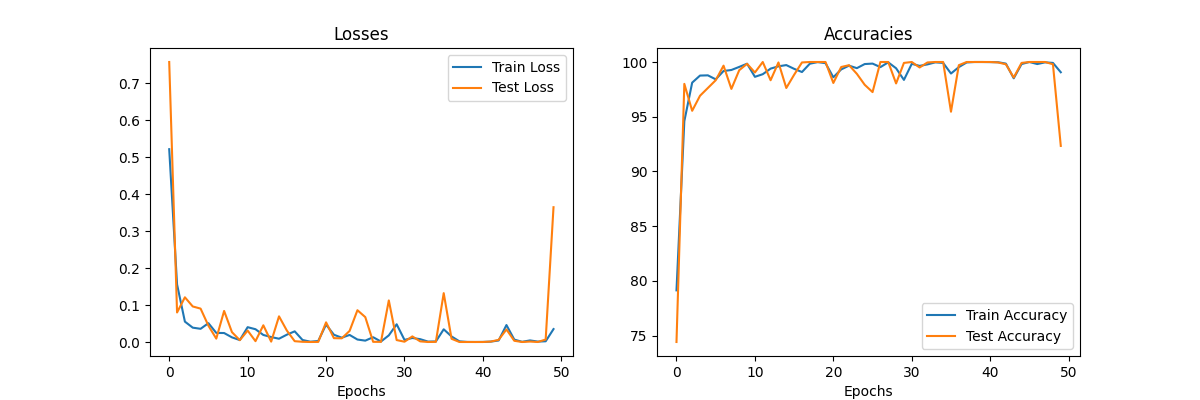 Losses
Train Loss
Test Loss
0.7
0.6
0.5
0.4
0.3
0.2
0.1
0.0
0 10 20 30 40 50
Epochs
Accuracies
100
95
90
85
80
75
Train Accuracy
Test Accuracy
0 10 20 30 40 50
Epochs